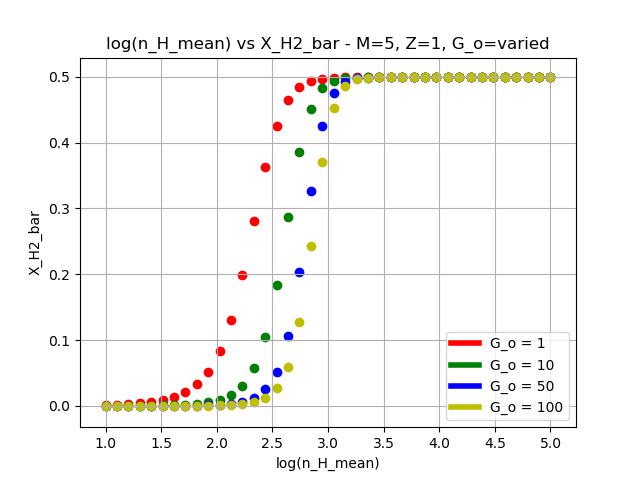 log(n_H_mean) vs X_H2_bar - M=5, Z=1, G_o=varied
X_H2_bar
0.5
0.4
0.3
0.2
0.1
0.0
1.0 1.5 2.0 2.5 3.0 3.5 4.0 4.5 5.0
log(n_H_mean)
G_o = 1
G_o = 10
G_o = 50
G_o = 100